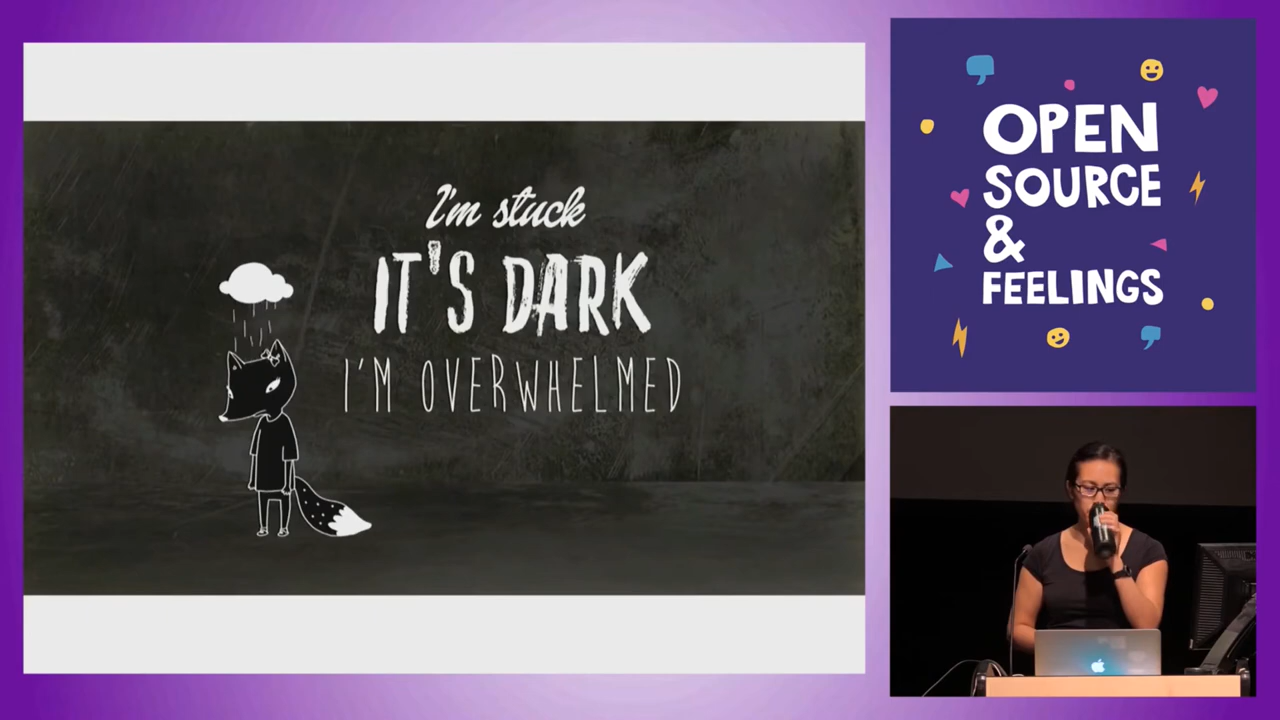 I'm stuck
IT'S DARK
I'M OVERWHELMED
OPEN
SOURCE
&
FEELINGS